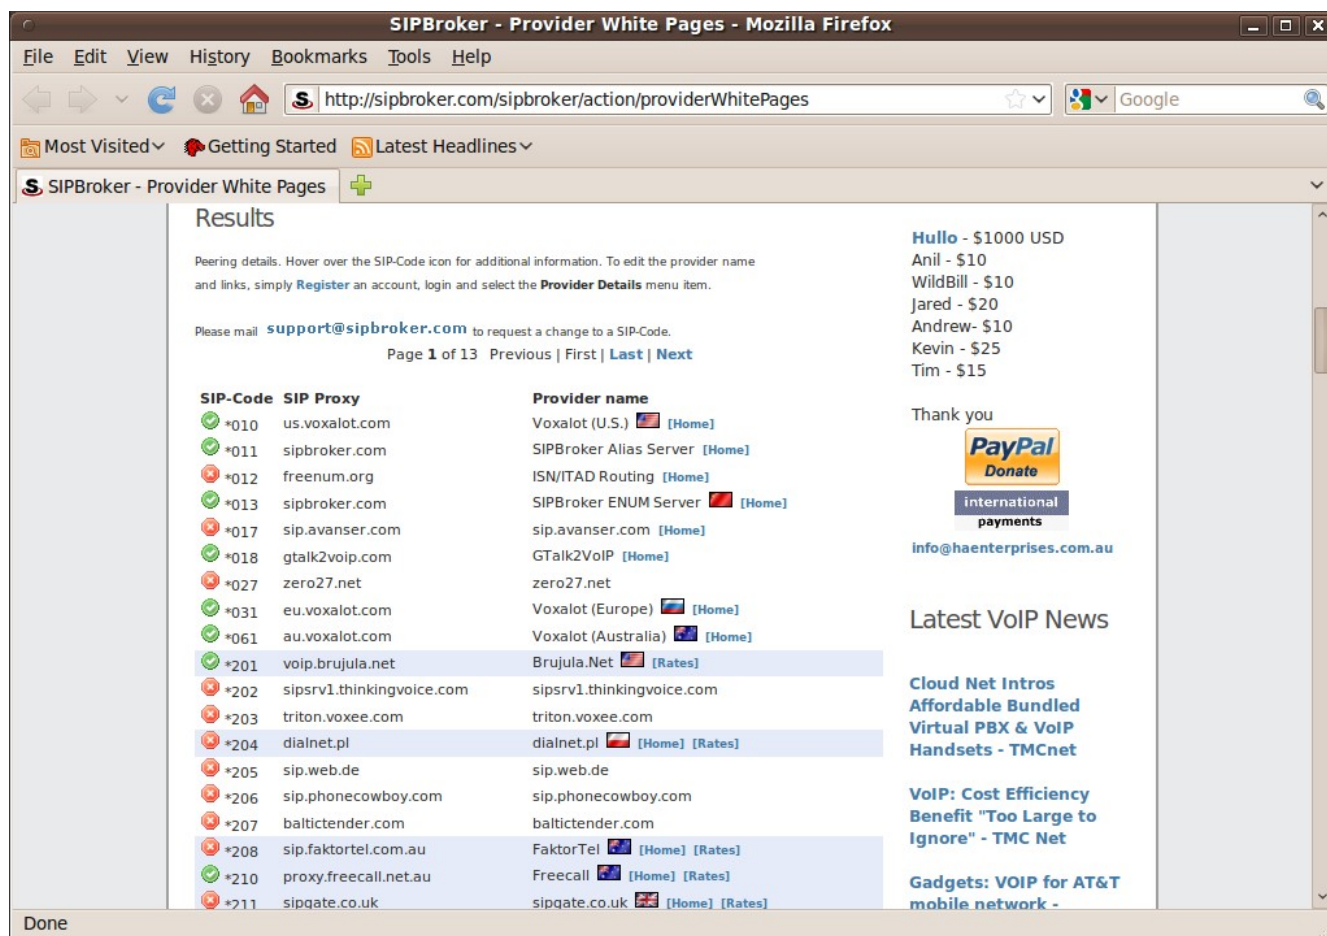 SIPBroker - Provider White Pages - Mozilla Firefox
File Edit View History Bookmarks Tools Help
S http://sipbroker.com/sipbroker/action/providerWhitePages Google
Most Visited Getting Started Latest Headlines
S SIPBroker - Provider White Pages
Results
Peering details. Hover over the SIP-Code icon for additional information. To edit the provider name
and links, simply Register an account, login and select the Provider Details menu item.
Please mail support@sipbroker.com to request a change to a SIP-Code.
Page 1 of 13 Previous | First | Last | Next
SIP-Code SIP Proxy Provider name
*010 us.voxalot.com Voxalot (U.S.) [Home]
*011 sipbroker.com SIPBroker Alias Server [Home]
*012 freenum.org ISN/ITAD Routing [Home]
*013 sipbroker.com SIPBroker ENUM Server [Home]
*017 sip.avanser.com sip.avanser.com [Home]
*018 gtalk2voip.com GTalk2VoIP [Home]
*027 zero27.net zero27.net
*031 eu.voxalot.com Voxalot (Europe) [Home]
*061 au.voxalot.com Voxalot (Australia) [Home]
*201 voip.brujula.net Brujula.Net [Rates]
*202 sipsrv1.thinkingvoice.com sipsrv1.thinkingvoice.com
*203 triton.voxee.com triton.voxee.com
*204 dialnet.pl dialnet.pl [Home] [Rates]
*205 sip.web.de sip.web.de
*206 sip.phonecowboy.com sip.phonecowboy.com
*207 baltictender.com baltictender.com
*208 sip.faktortel.com.au FaktorTel [Home] [Rates]
*210 proxy.freecall.net.au Freecall [Home] [Rates]
*211 sipgate.co.uk sipgate.co.uk [Home] [Rates]
Hullo - $1000 USD
Anil - $10
WildBill - $10
Jared - $20
Andrew- $10
Kevin - $25
Tim - $15
Thank you
PayPal
Donate
international
payments
info@haenterprises.com.au
Latest VoIP News
Cloud Net Intros
Affordable Bundled
Virtual PBX & VoIP
Handsets - TMCnet
VoIP: Cost Efficiency
Benefit "Too Large to
Ignore" - TMC Net
Gadgets: VOIP for AT&T
mobile network -
Done